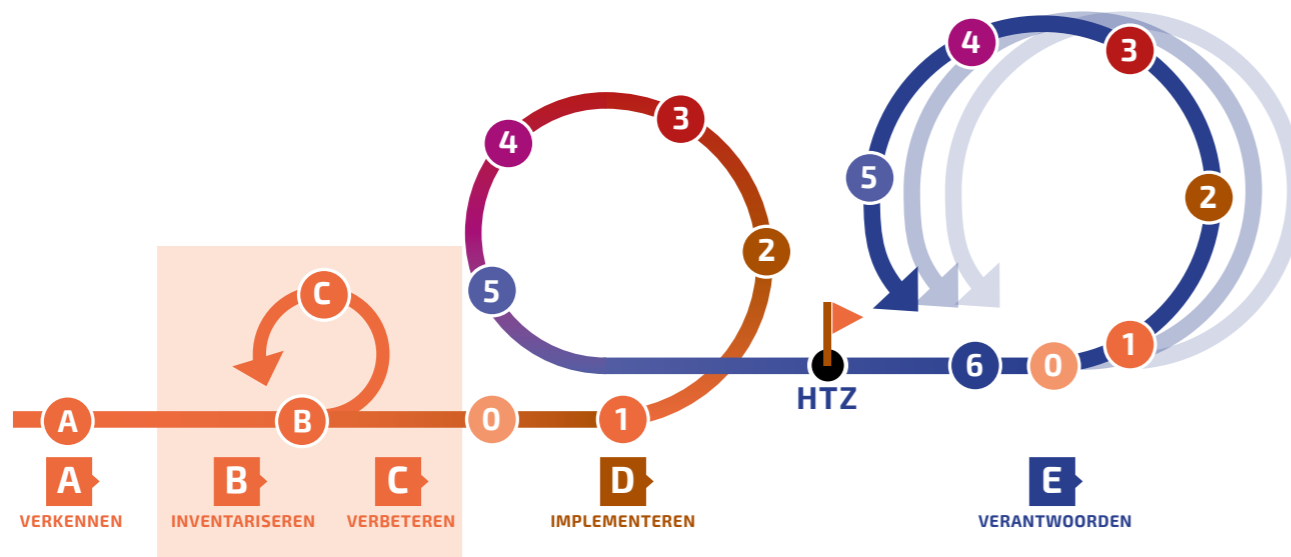 4
3
4
3
5
2
2
C
5
1
6
0
HTZ
A
B
0
1
A
B
C
D
E
VERKENNEN
INVENTARISEREN
VERBETEREN
IMPLEMENTEREN
VERANTWOORDEN